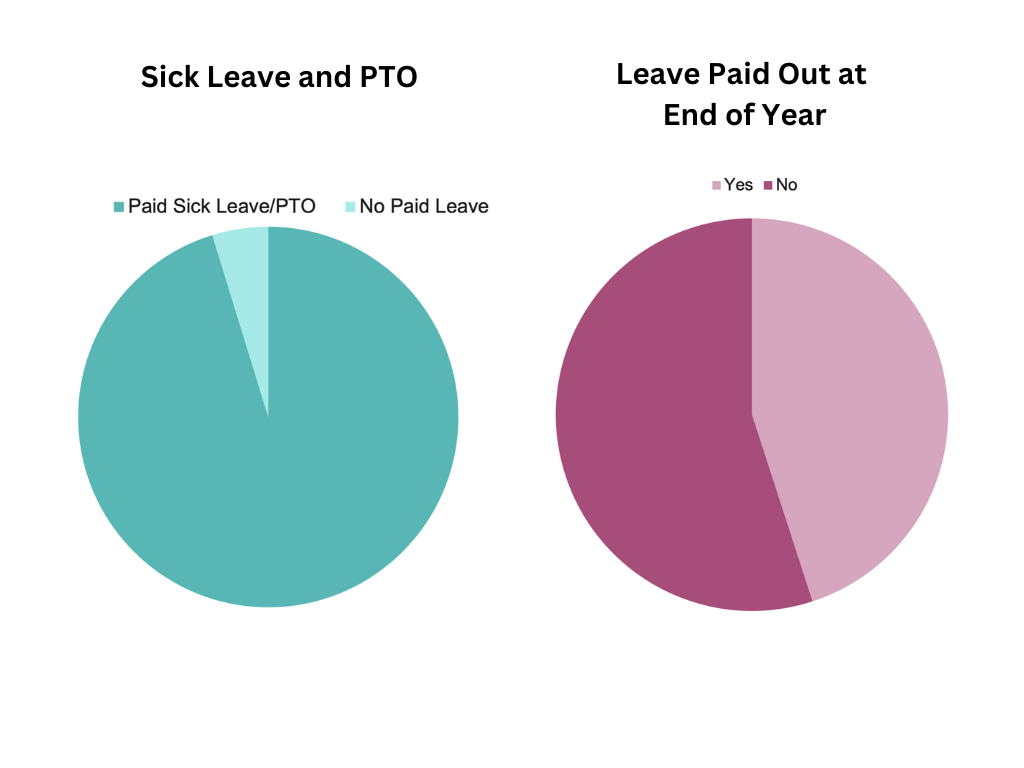 Sick Leave and PTO
Paid Sick Leave/PTO No Paid Leave
Leave Paid Out at
End of Year
Yes No